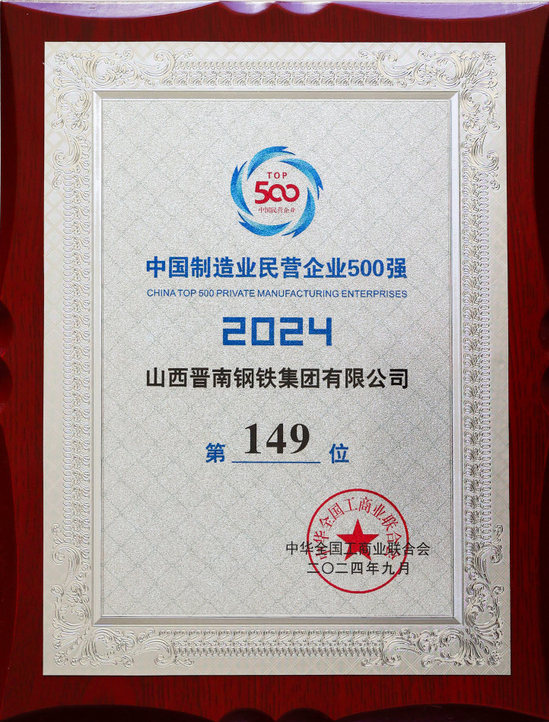 TOP
500
中国民营企业
中国制造业民营企业500强
CHINA TOP 500 PRIVATE MANUFACTURING ENTERPRISES
2024
山西晋南钢铁集团有限公司
第 149 位
中华全国工商业联合会
中华全国工商业联合会
二〇二四年九月